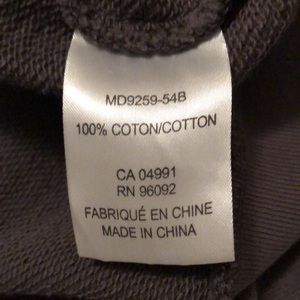 MD9259-54B
100% COTON/COTTON
CA 04991
RN 96092
FABRIQUÉ EN CHINE
MADE IN CHINA